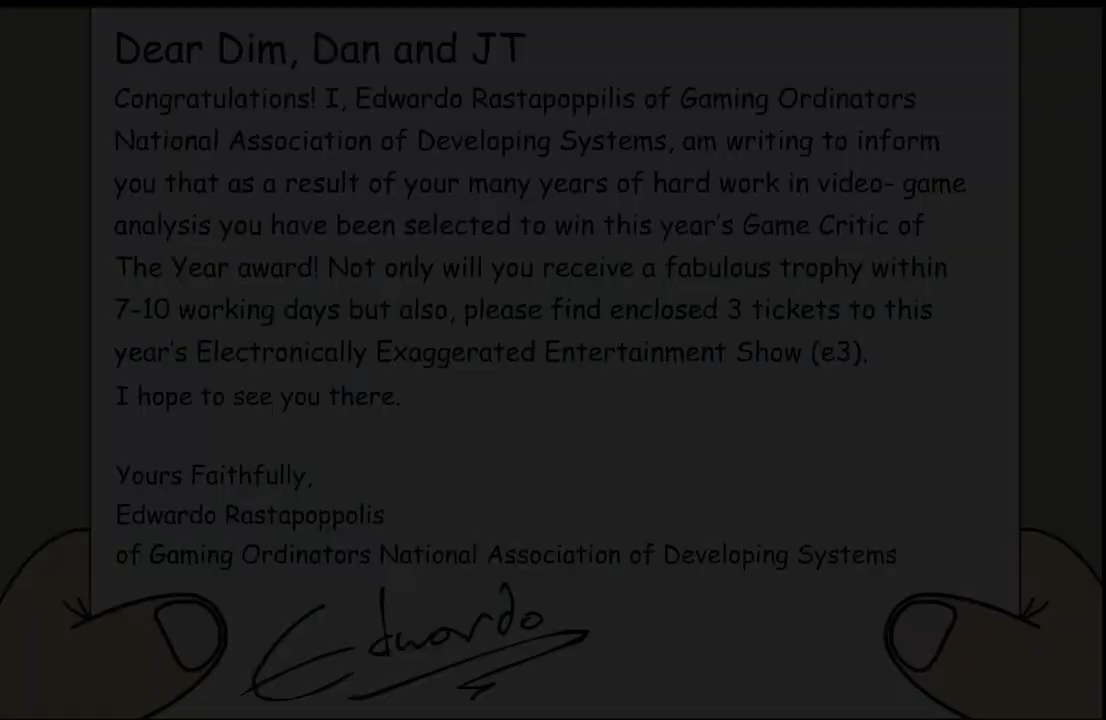 Dear Dim, Dan and JT
Congratulations! I, Edwardo Rastapoppilis of Gaming Ordinators
National Association of Developing Systems, am writing to inform
you that as a result of your many years of hard work in video- game
analysis you have been selected to win this year's Game Critic of
The Year award! Not only will you receive a fabulous trophy within
7-10 working days but also, please find enclosed 3 tickets to this
year's Electronically Exaggerated Entertainment Show (e3).
I hope to see you there.
Yours Faithfully,
Edwardo Rastapoppolis
of Gaming Ordinators National Association of Developing Systems
Edwardo